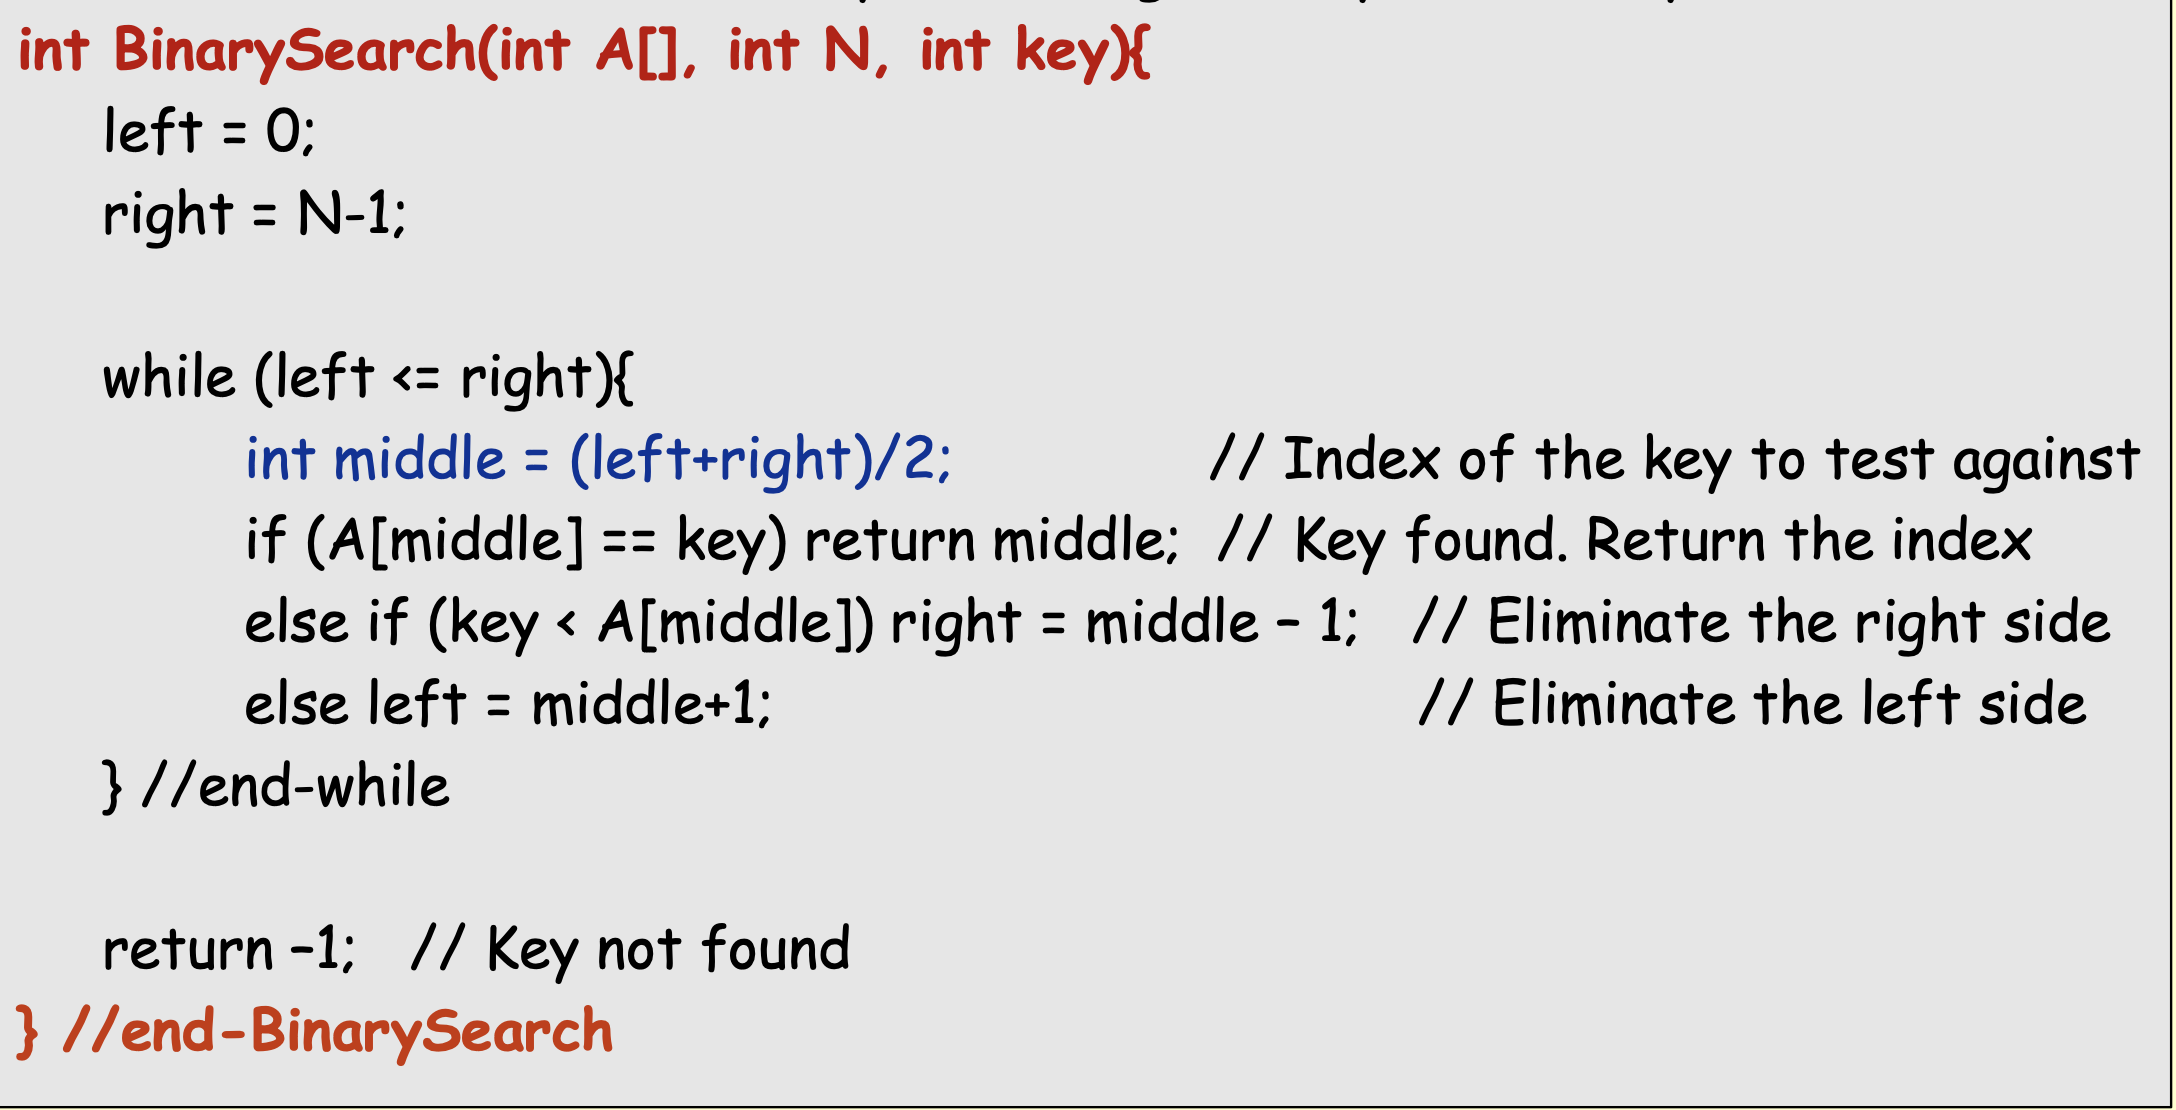 int BinarySearch(int A[], int N, int key){
left = 0;
right = N-1;
while (left <= right){
int middle = (left+right)/2; // Index of the key to test against
if (A[middle] == key) return middle; // Key found. Return the index
else if (key < A[middle]) right = middle – 1; // Eliminate the right side
else left = middle+1; // Eliminate the left side
} //end-while
return –1; // Key not found
} //end-BinarySearch